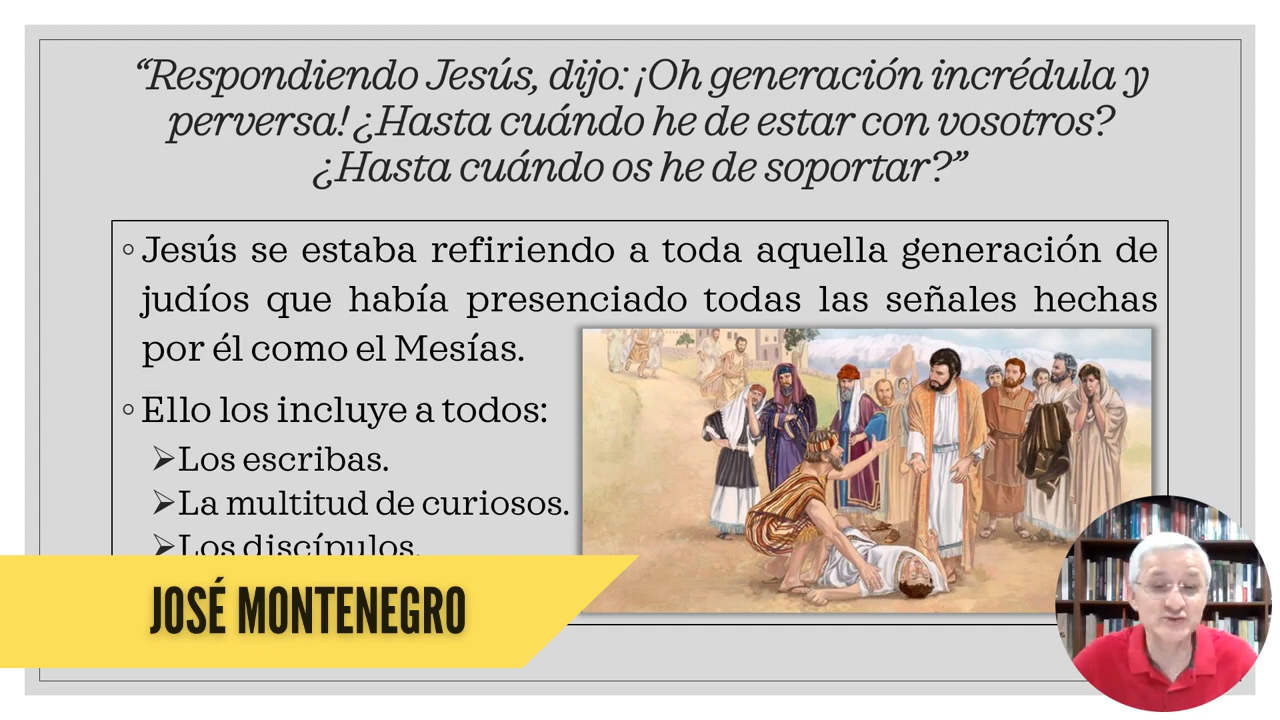 “Respondiendo Jesús, dijo: ¡Oh generación incrédula y
perversa! ¿Hasta cuándo he de estar con vosotros?
¿Hasta cuándo os he de soportar?”
◦ Jesús se estaba refiriendo a toda aquella generación de
judíos que había presenciado todas las señales hechas
por él como el Mesías.
◦ Ello los incluye a todos:
➢Los escribas.
➢La multitud de curiosos.
➢Los discípulos.
JOSÉ MONTENEGRO